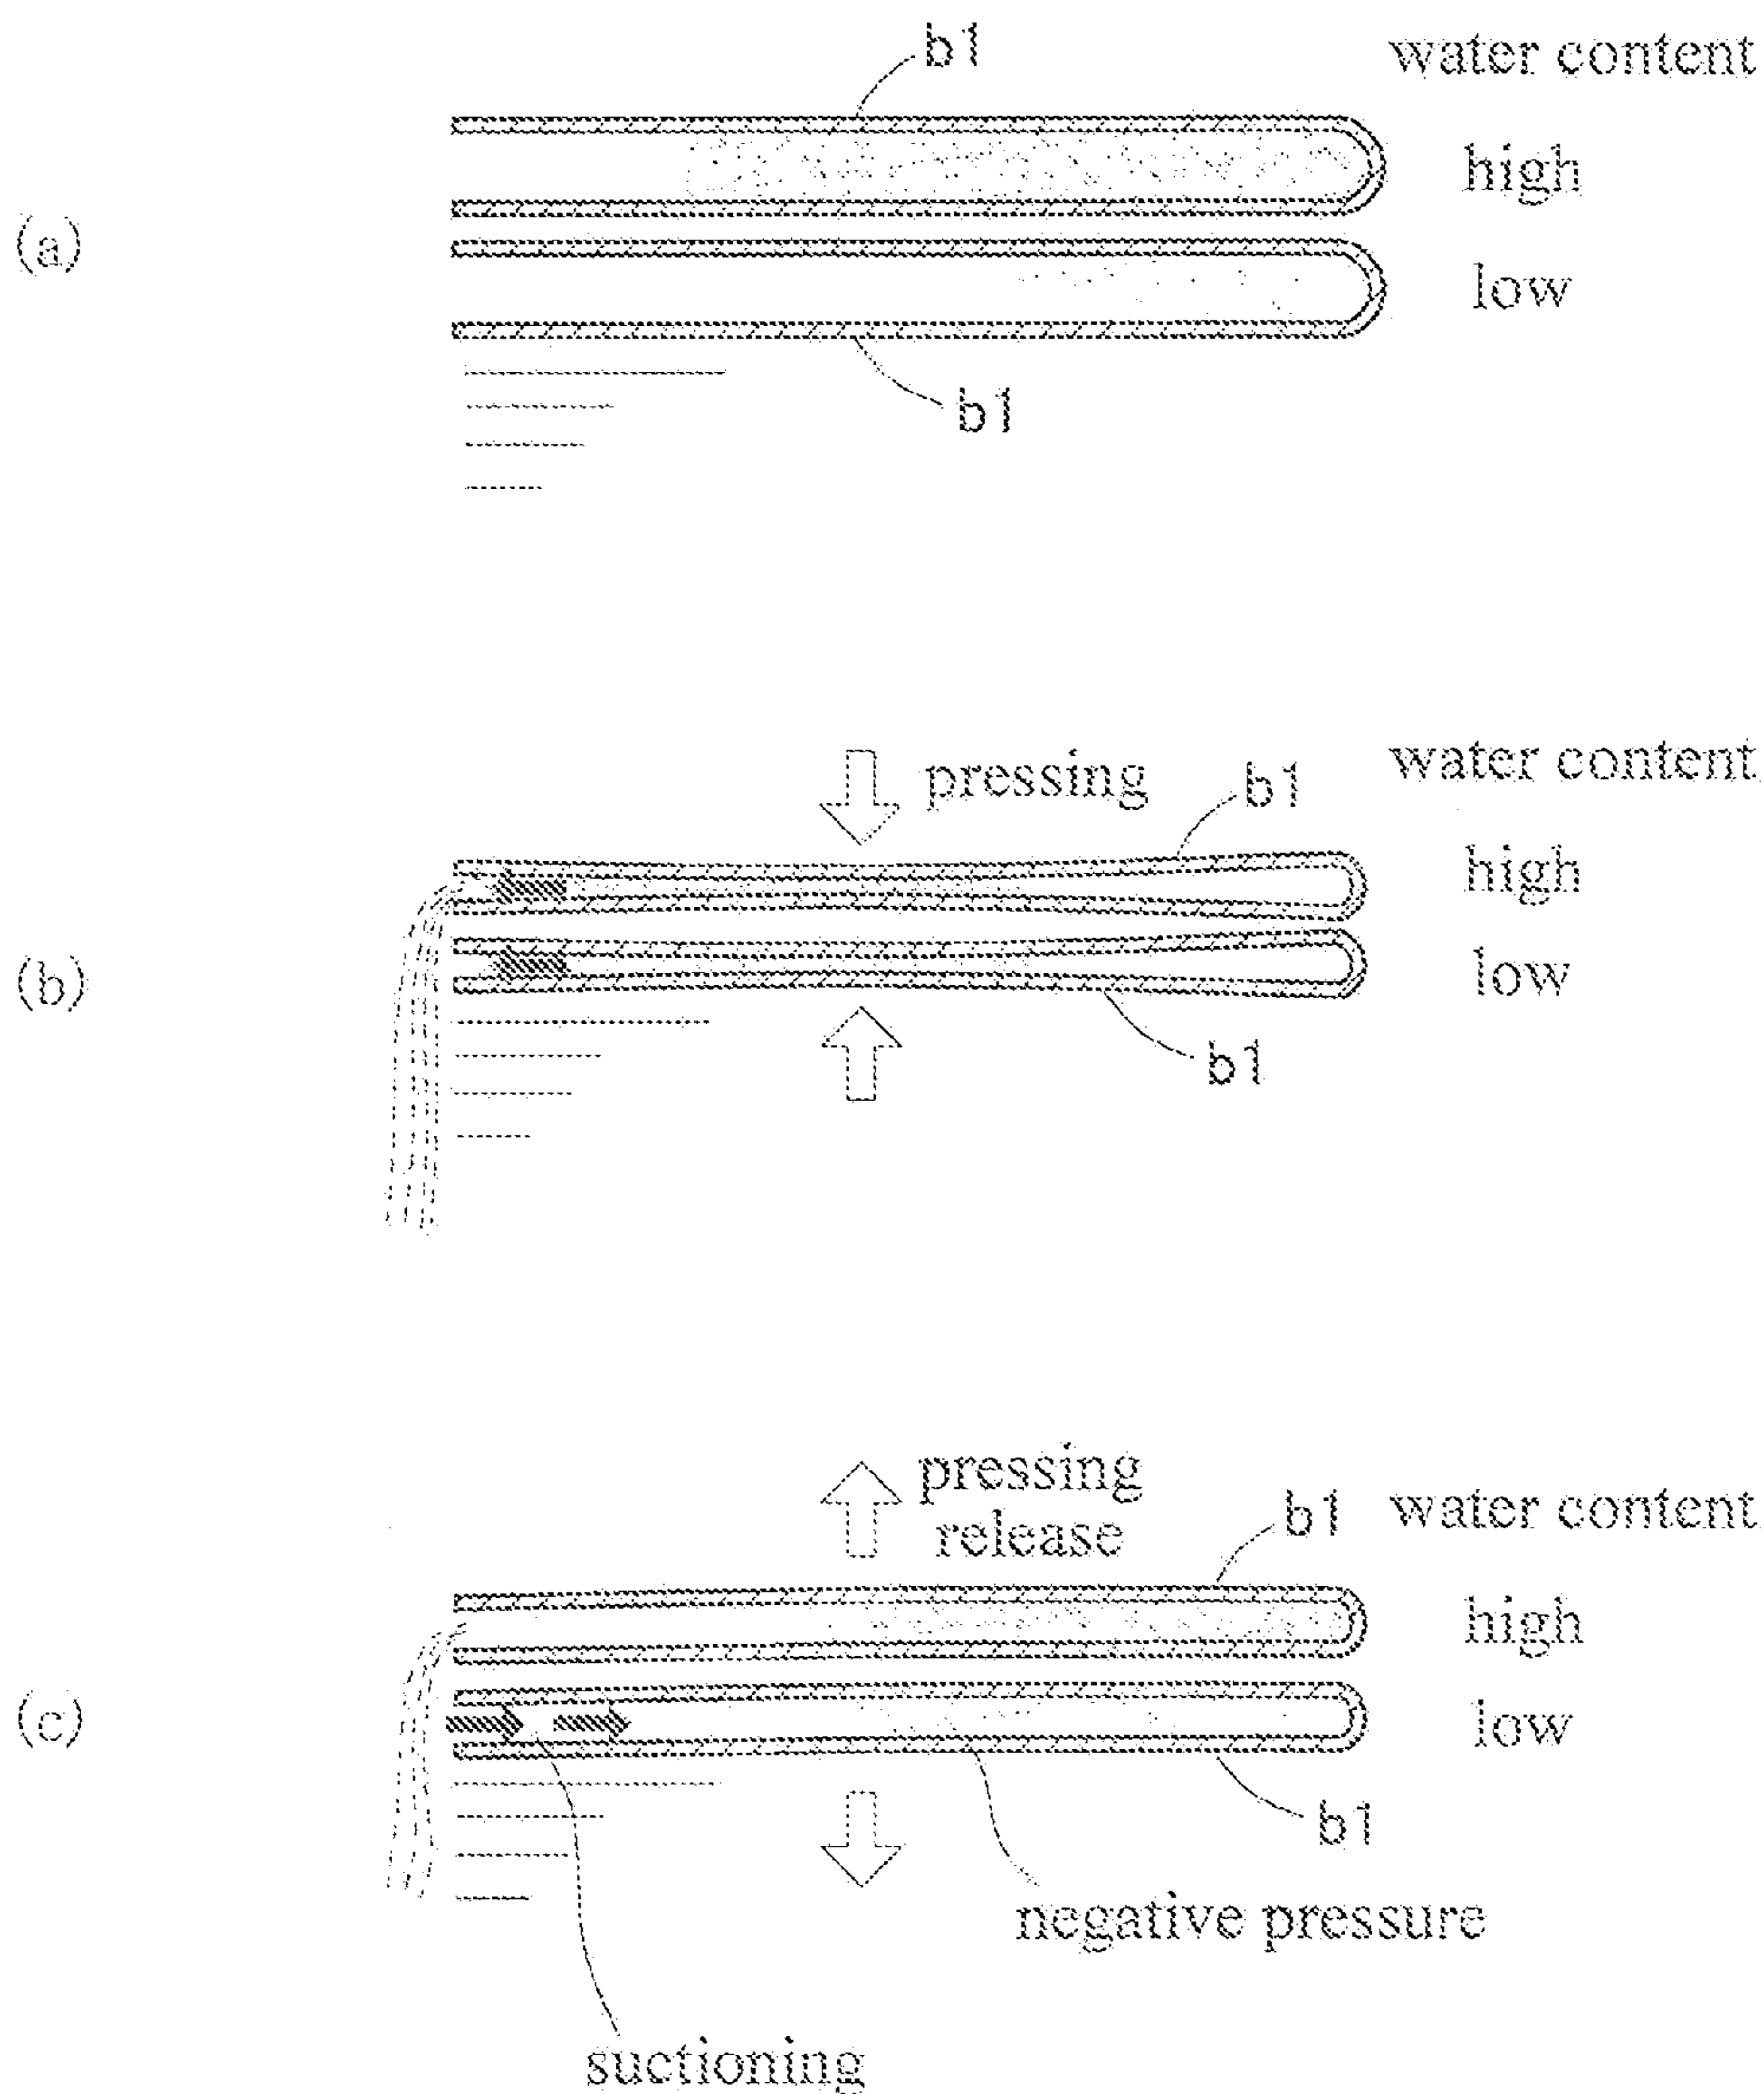 b1
water content
high
(a)
low
b1
pressing
water content
b1
high
(b)
low
b1
pressing
release
b1
water content
high
(c)
low
b1
negative pressure
suctioning